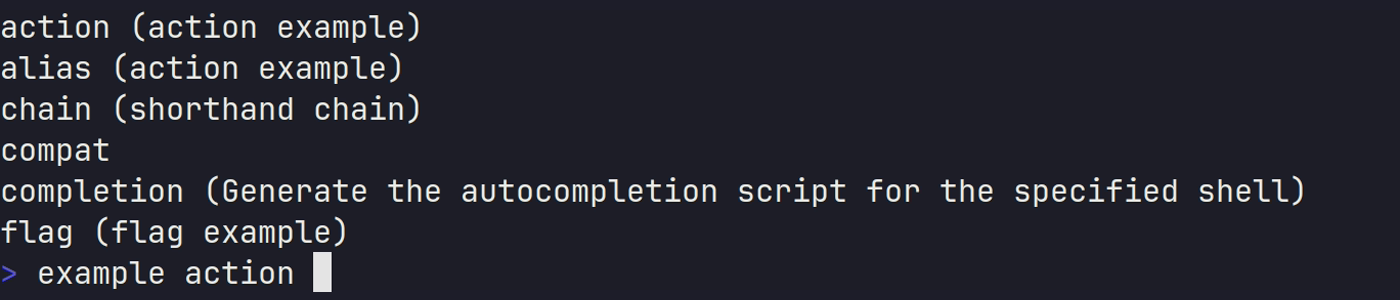 action (action example)
alias (action example)
chain (shorthand chain)
compat
completion (Generate the autocompletion script for the specified shell)
flag (flag example)
> example action